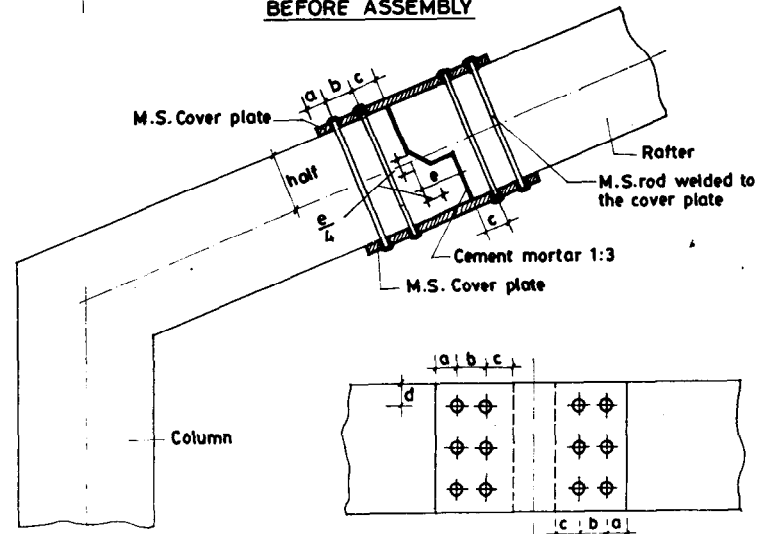 BEFORE ASSEMBLY
a b c
M.S. Cover plate
half
e
e/4
c
Rafter
M.S. rod welded to
the cover plate
Cement mortar 1:3
M.S. Cover plate
Column
a b c
d
c b a